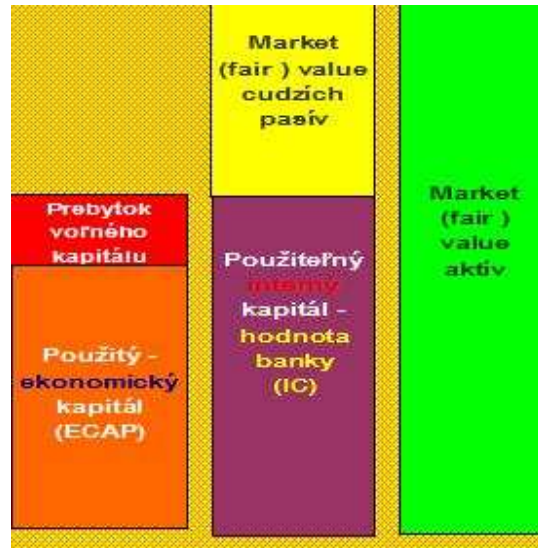 Market
(fair ) value
cudzích
pasív
Prebytok
voľného
kapitálu
Použitý -
ekonomický
kapitál
(ECAP)
Použiteľný
interný
kapitál -
hodnota
banky
(IC)
Market
(fair )
value
aktív